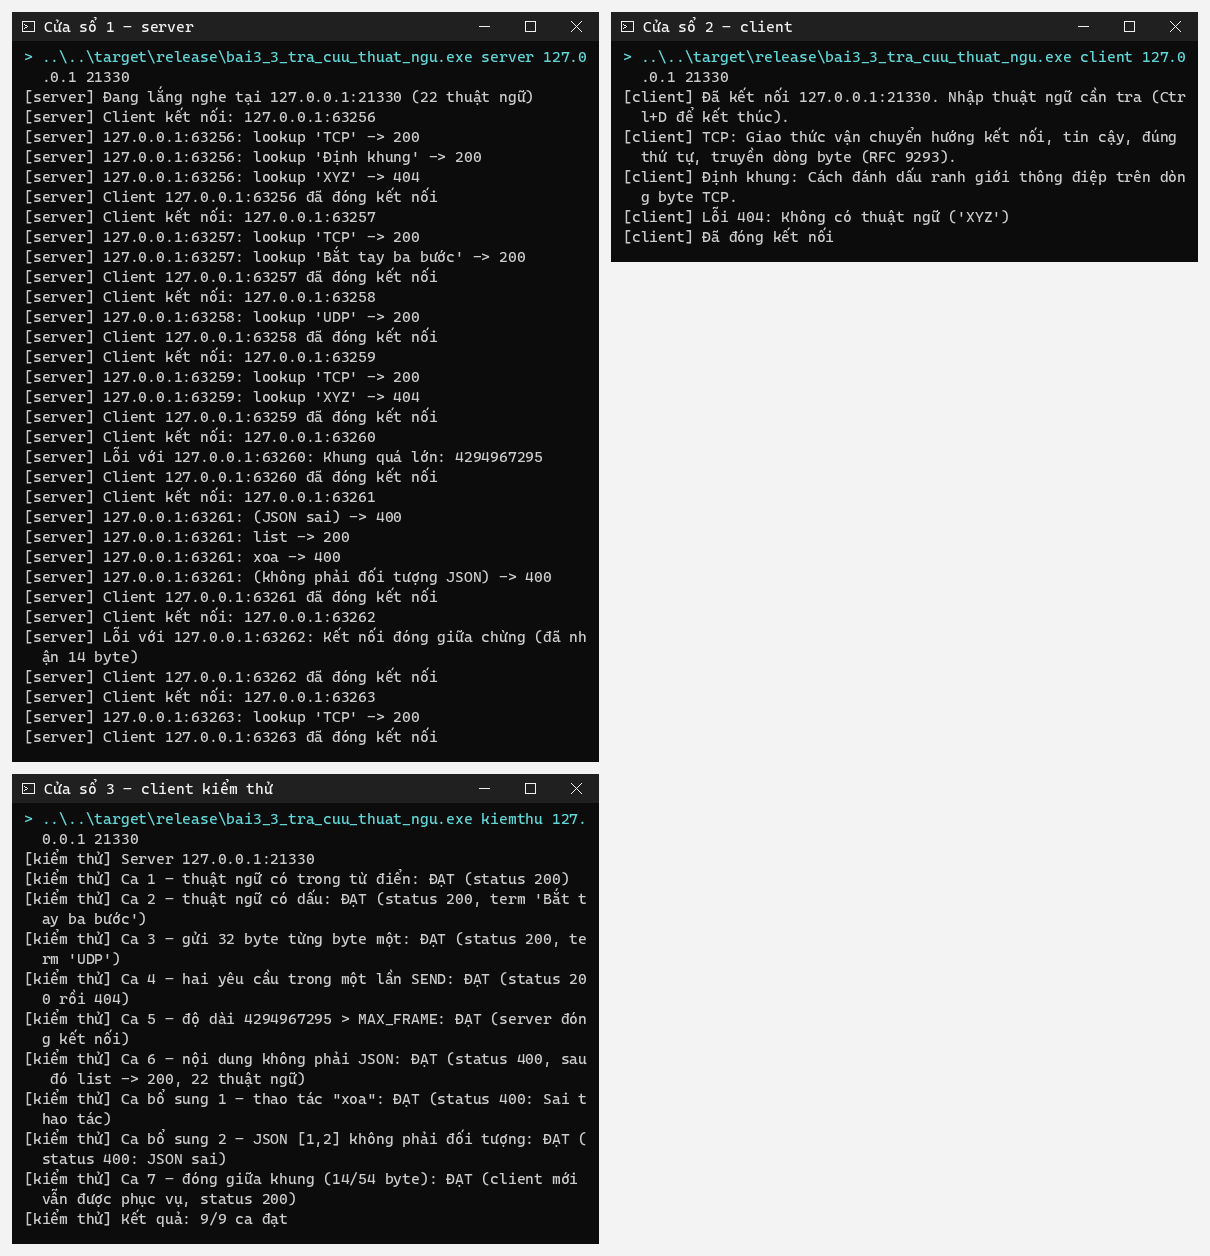 Cửa sổ 1 – server
> ..\..\target\release\bai3_3_tra_cuu_thuat_ngu.exe server 127.0
.0.1 21330
[server] Đang lắng nghe tại 127.0.0.1:21330 (22 thuật ngữ)
[server] Client kết nối: 127.0.0.1:63256
[server] 127.0.0.1:63256: lookup 'TCP' -> 200
[server] 127.0.0.1:63256: lookup 'Định khung' -> 200
[server] 127.0.0.1:63256: lookup 'XYZ' -> 404
[server] Client 127.0.0.1:63256 đã đóng kết nối
[server] Client kết nối: 127.0.0.1:63257
[server] 127.0.0.1:63257: lookup 'TCP' -> 200
[server] 127.0.0.1:63257: lookup 'Bắt tay ba bước' -> 200
[server] Client 127.0.0.1:63257 đã đóng kết nối
[server] Client kết nối: 127.0.0.1:63258
[server] 127.0.0.1:63258: lookup 'UDP' -> 200
[server] Client 127.0.0.1:63258 đã đóng kết nối
[server] Client kết nối: 127.0.0.1:63259
[server] 127.0.0.1:63259: lookup 'TCP' -> 200
[server] 127.0.0.1:63259: lookup 'XYZ' -> 404
[server] Client 127.0.0.1:63259 đã đóng kết nối
[server] Client kết nối: 127.0.0.1:63260
[server] Lỗi với 127.0.0.1:63260: Khung quá lớn: 4294967295
[server] Client 127.0.0.1:63260 đã đóng kết nối
[server] Client kết nối: 127.0.0.1:63261
[server] 127.0.0.1:63261: (JSON sai) -> 400
[server] 127.0.0.1:63261: list -> 200
[server] 127.0.0.1:63261: xoa -> 400
[server] 127.0.0.1:63261: (không phải đối tượng JSON) -> 400
[server] Client 127.0.0.1:63261 đã đóng kết nối
[server] Client kết nối: 127.0.0.1:63262
[server] Lỗi với 127.0.0.1:63262: Kết nối đóng giữa chừng (đã nh
ận 14 byte)
[server] Client 127.0.0.1:63262 đã đóng kết nối
[server] Client kết nối: 127.0.0.1:63263
[server] 127.0.0.1:63263: lookup 'TCP' -> 200
[server] Client 127.0.0.1:63263 đã đóng kết nối
Cửa sổ 2 – client
> ..\..\target\release\bai3_3_tra_cuu_thuat_ngu.exe client 127.0
.0.1 21330
[client] Đã kết nối 127.0.0.1:21330. Nhập thuật ngữ cần tra (Ctr
l+D để kết thúc).
[client] TCP: Giao thức vận chuyển hướng kết nối, tin cậy, đúng
thứ tự, truyền dòng byte (RFC 9293).
[client] Định khung: Cách đánh dấu ranh giới thông điệp trên dòn
g byte TCP.
[client] Lỗi 404: Không có thuật ngữ ('XYZ')
[client] Đã đóng kết nối
Cửa sổ 3 – client kiểm thử
> ..\..\target\release\bai3_3_tra_cuu_thuat_ngu.exe kiemthu 127.
0.0.1 21330
[kiểm thử] Server 127.0.0.1:21330
[kiểm thử] Ca 1 – thuật ngữ có trong từ điển: ĐẠT (status 200)
[kiểm thử] Ca 2 – thuật ngữ có dấu: ĐẠT (status 200, term 'Bắt t
ay ba bước')
[kiểm thử] Ca 3 – gửi 32 byte từng byte một: ĐẠT (status 200, te
rm 'UDP')
[kiểm thử] Ca 4 – hai yêu cầu trong một lần SEND: ĐẠT (status 20
0 rồi 404)
[kiểm thử] Ca 5 – độ dài 4294967295 > MAX_FRAME: ĐẠT (server đón
g kết nối)
[kiểm thử] Ca 6 – nội dung không phải JSON: ĐẠT (status 400, sau
đó list -> 200, 22 thuật ngữ)
[kiểm thử] Ca bổ sung 1 – thao tác "xoa": ĐẠT (status 400: Sai t
hao tác)
[kiểm thử] Ca bổ sung 2 – JSON [1,2] không phải đối tượng: ĐẠT (
status 400: JSON sai)
[kiểm thử] Ca 7 – đóng giữa khung (14/54 byte): ĐẠT (client mới
vẫn được phục vụ, status 200)
[kiểm thử] Kết quả: 9/9 ca đạt